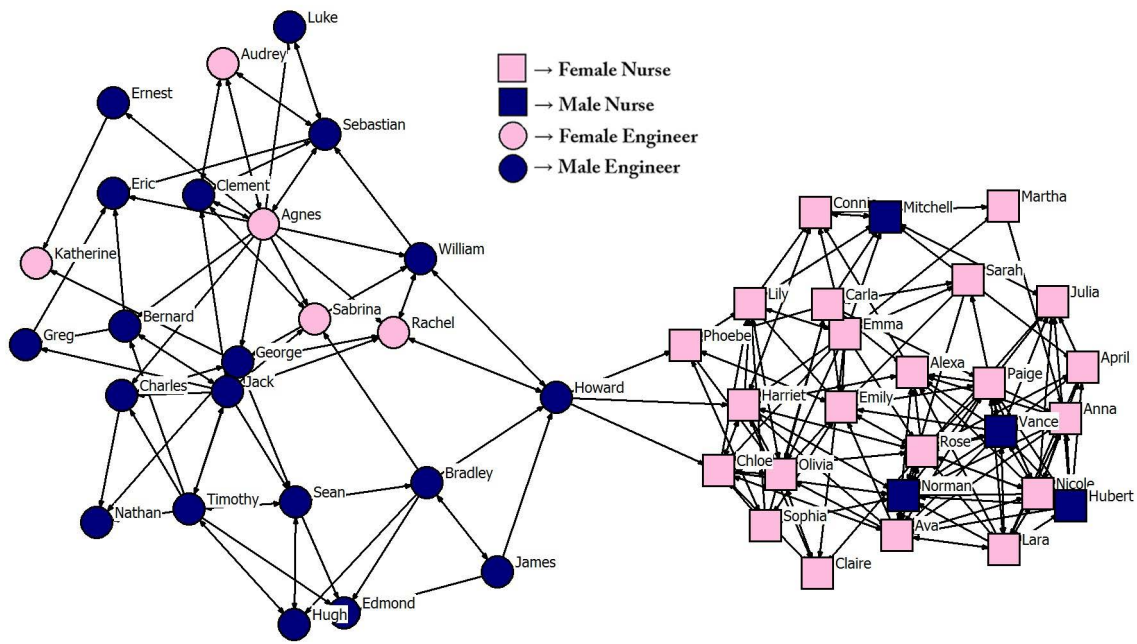 Luke
Audrey
→ Female Nurse
Ernest
→ Male Nurse
Sebastian
→ Female Engineer
→ Male Engineer
Eric
Clement
Agnes
Conni
Mitchell
Martha
Katherine
William
Sarah
Lily
Carla
Julia
Bernard
Sabrina
Rachel
Emma
Greg
Phoebe
George
Alexa
Paige
April
Charles
Jack
Howard
Harriet
Emily
Vance
Anna
Rose
Chloe
Olivia
Bradley
Norman
Nicole
Hubert
Nathan
Timothy
Sean
Sophia
Ava
Lara
James
Claire
Hugh
Edmond